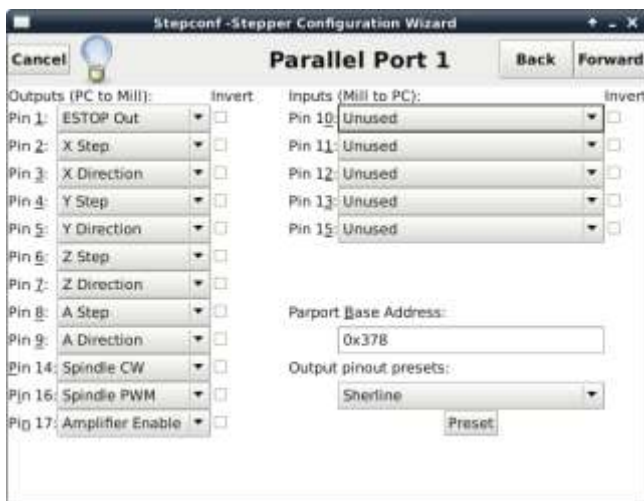 Stepconf -Stepper Configuration Wizard
Cancel
Parallel Port 1
Back
Forward
Outputs (PC to Mill):
Invert
Inputs (Mill to PC):
Invert
Pin 1: ESTOP Out
Pin 2: X Step
Pin 3: X Direction
Pin 4: Y Step
Pin 5: Y Direction
Pin 6: Z Step
Pin 7: Z Direction
Pin 8: A Step
Pin 9: A Direction
Pin 14: Spindle CW
Pin 16: Spindle PWM
Pin 17: Amplifier Enable
Pin 10: Unused
Pin 11: Unused
Pin 12: Unused
Pin 13: Unused
Pin 15: Unused
Parport Base Address:
0x378
Output pinout presets:
Sherline
Preset